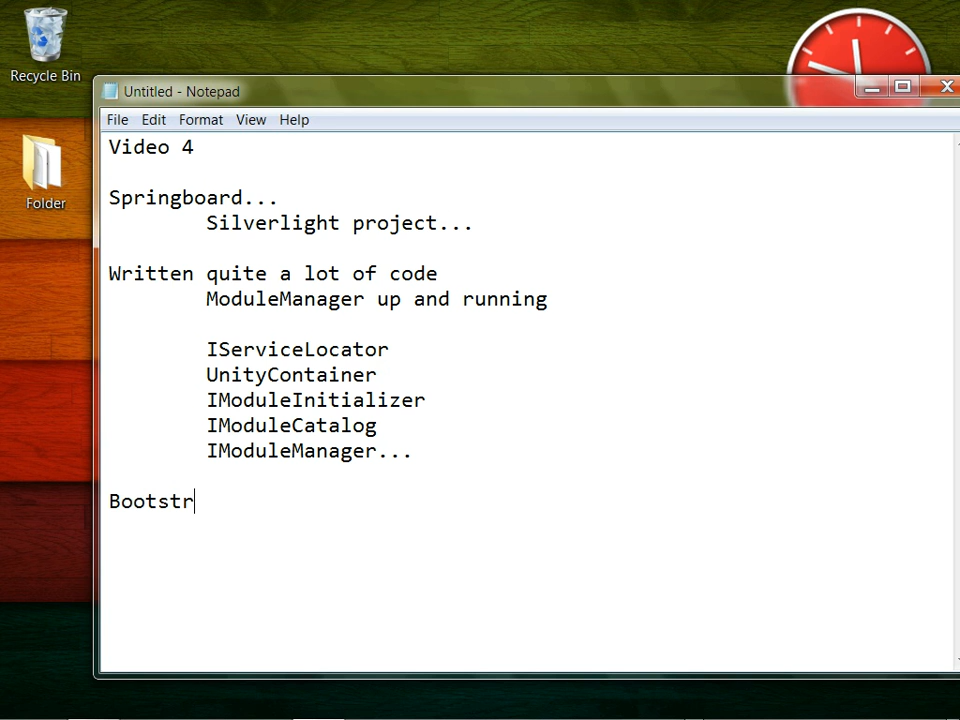 Recycle Bin
Folder
Untitled - Notepad
File Edit Format View Help
Video 4
Springboard...
Silverlight project...
Written quite a lot of code
ModuleManager up and running
IServiceLocator
UnityContainer
IModuleInitializer
IModuleCatalog
IModuleManager...
Bootstr